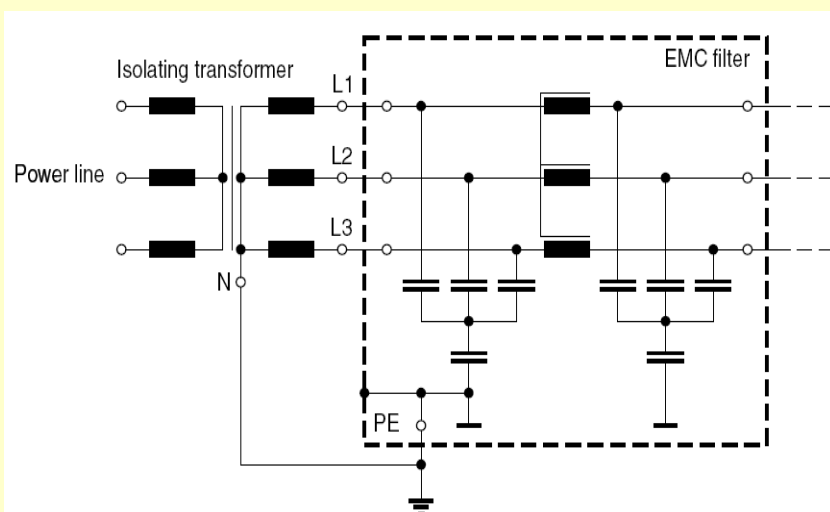 EMC filter
Isolating transformer
L1
L2
Power line
L3
N
PE